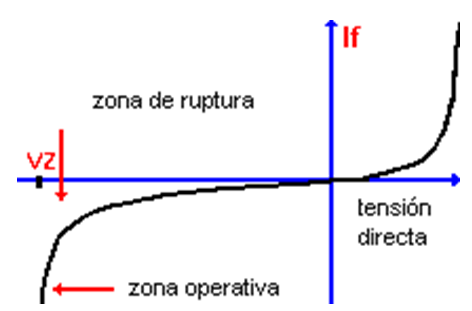 If
zona de ruptura
vz
tensión
directa
zona operativa